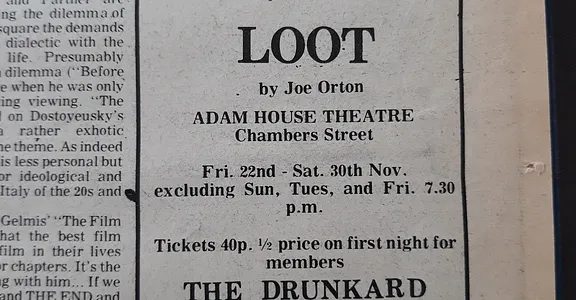 ing the dilemma of
square the demands
dialectic with the
life. Presumably
dilemma ("Before
e when he was only
ing viewing. "The
on Dostoyeusky's
a rather exhotic
he theme. As indeed
is less personal but
or ideological and
Italy of the 20s and
Gelmis' "The Film
hat the best film
film in their lives
r chapters. It's the
g with him... If we
and THE END and
LOOT
by Joe Orton
ADAM HOUSE THEATRE
Chambers Street
Fri. 22nd - Sat. 30th Nov.
excluding Sun, Tues, and Fri. 7.30
p.m.
Tickets 40p. ½ price on first night for
members
THE DRUNKARD